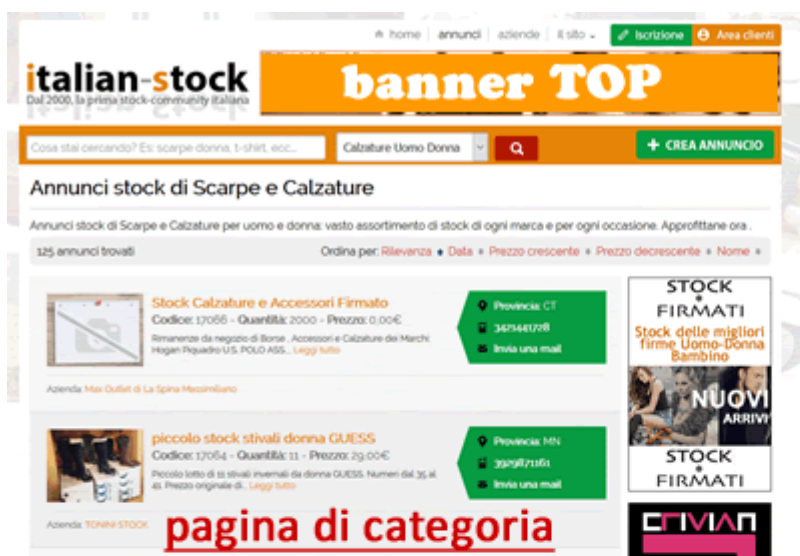 home annunci aziende il sito Iscrizione Area clienti
italian-stock
Dal 2000, la prima stock-community italiana
banner TOP
Cosa stai cercando? Es: scarpe donna, t-shirt, ecc... Calzature Uomo Donna + CREA ANNUNCIO
Annunci stock di Scarpe e Calzature
Annunci stock di Scarpe e Calzature per uomo e donna: vasto assortimento di stock di ogni marca e per ogni occasione. Approfittane ora .
125 annunci trovati Ordina per: Rilevanza Data Prezzo crescente Prezzo decrescente Nome
Stock Calzature e Accessori Firmato
Codice: 17066 - Quantità: 2000 - Prezzo: 0,00€
Rimanenze da negozio di Borse , Accessori e Calzature dei Marchi:
Hogan Piquadro U.S. POLO ASS... Leggi tutto
Provincia: CT
3421441728
Invia una mail
Azienda: Max Outlet di La Spina Massimiliano
piccolo stock stivali donna GUESS
Codice: 17064 - Quantità: 11 - Prezzo: 29,00€
Piccolo lotto di 11 stivali invernali da donna GUESS. Numeri dal 35 al
41. Prezzo originale di... Leggi tutto
Provincia: MN
3929871161
Invia una mail
Azienda: TONINI STOCK
pagina di categoria
STOCK
FIRMATI
Stock delle migliori
firme Uomo-Donna
Bambino
NUOVI
ARRIVI
STOCK
FIRMATI
CRIVIAN